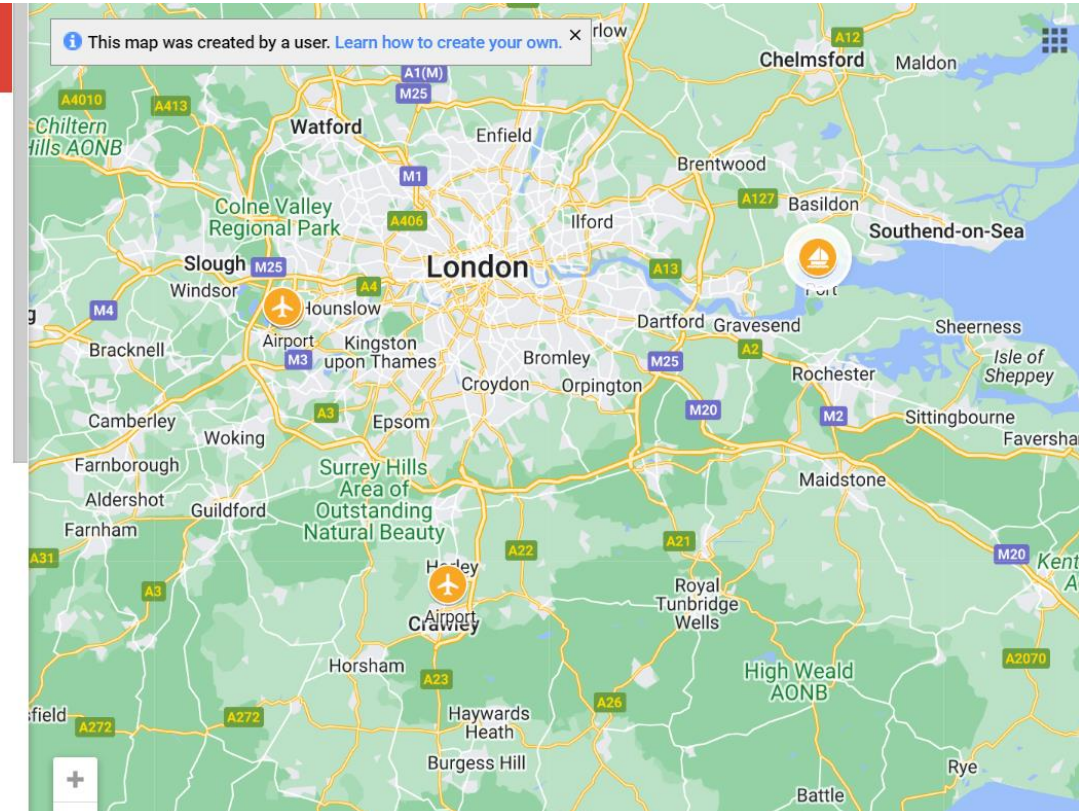 This map was created by a user. Learn how to create your own.
×
rlow
A12
Chelmsford
Maldon
A1(M)
M25
A4010
A413
Chiltern
Hills AONB
Watford
Enfield
Brentwood
M1
A127
Basildon
Colne Valley
Regional Park
A406
Ilford
Southend-on-Sea
Slough
M25
London
A13
Windsor
A4
Port
M4
Hounslow
Dartford
Gravesend
Sheerness
Airport
Kingston
upon Thames
M3
Bracknell
Bromley
M25
A2
Isle of
Sheppey
Rochester
Croydon
Orpington
Camberley
A3
Epsom
M20
M2
Sittingbourne
Woking
Faversha
Farnborough
Surrey Hills
Area of
Outstanding
Natural Beauty
Maidstone
Aldershot
Guildford
Farnham
A31
A22
A21
M20
Kent
A
A3
Horley
Royal
Tunbridge
Wells
Airport
Crawley
Horsham
A23
High Weald
AONB
A2070
sfield
A272
A272
Haywards
Heath
A26
Burgess Hill
Rye
Battle
+